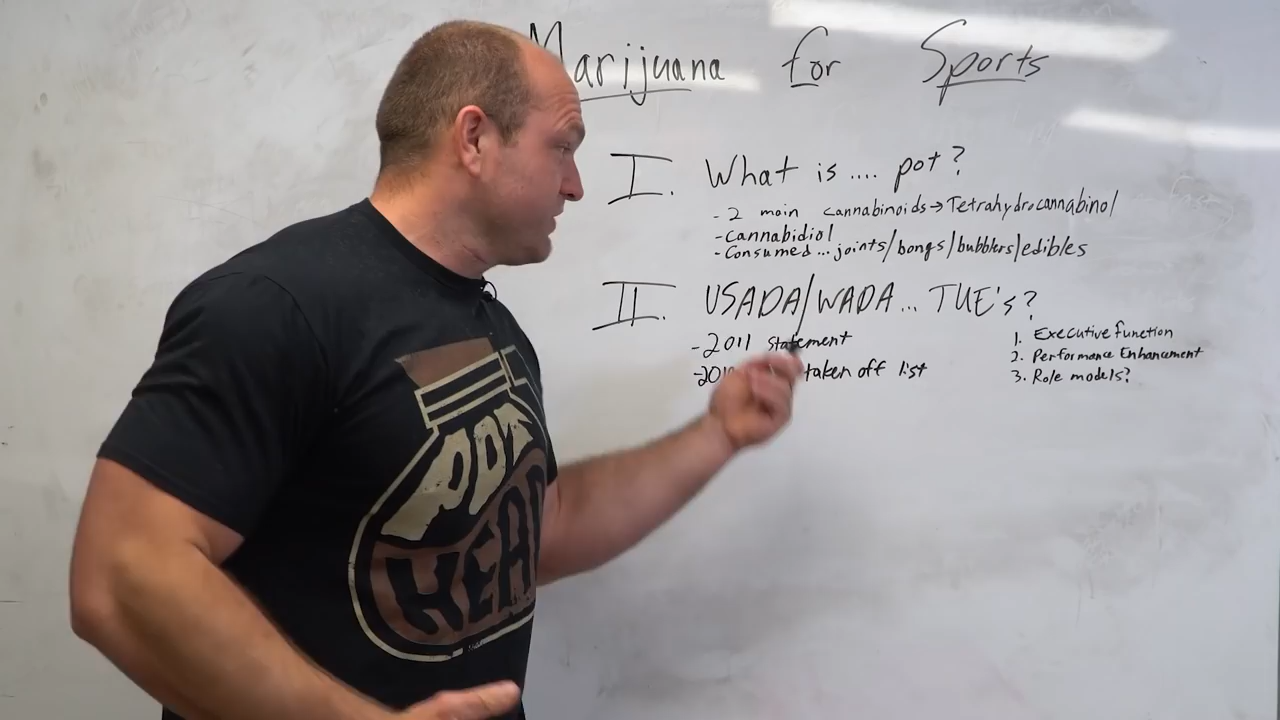 Marijuana for Sports
I. What is .... pot?
- 2 main cannabinoids → Tetrahydrocannabinol
- Cannabidiol
- Consumed... joints/bongs/bubblers/edibles
II. USADA/WADA... TUE's?
- 2011 statement
taken off list
1. Executive function
2. Performance Enhancement
3. Role models?
POT
HEAD